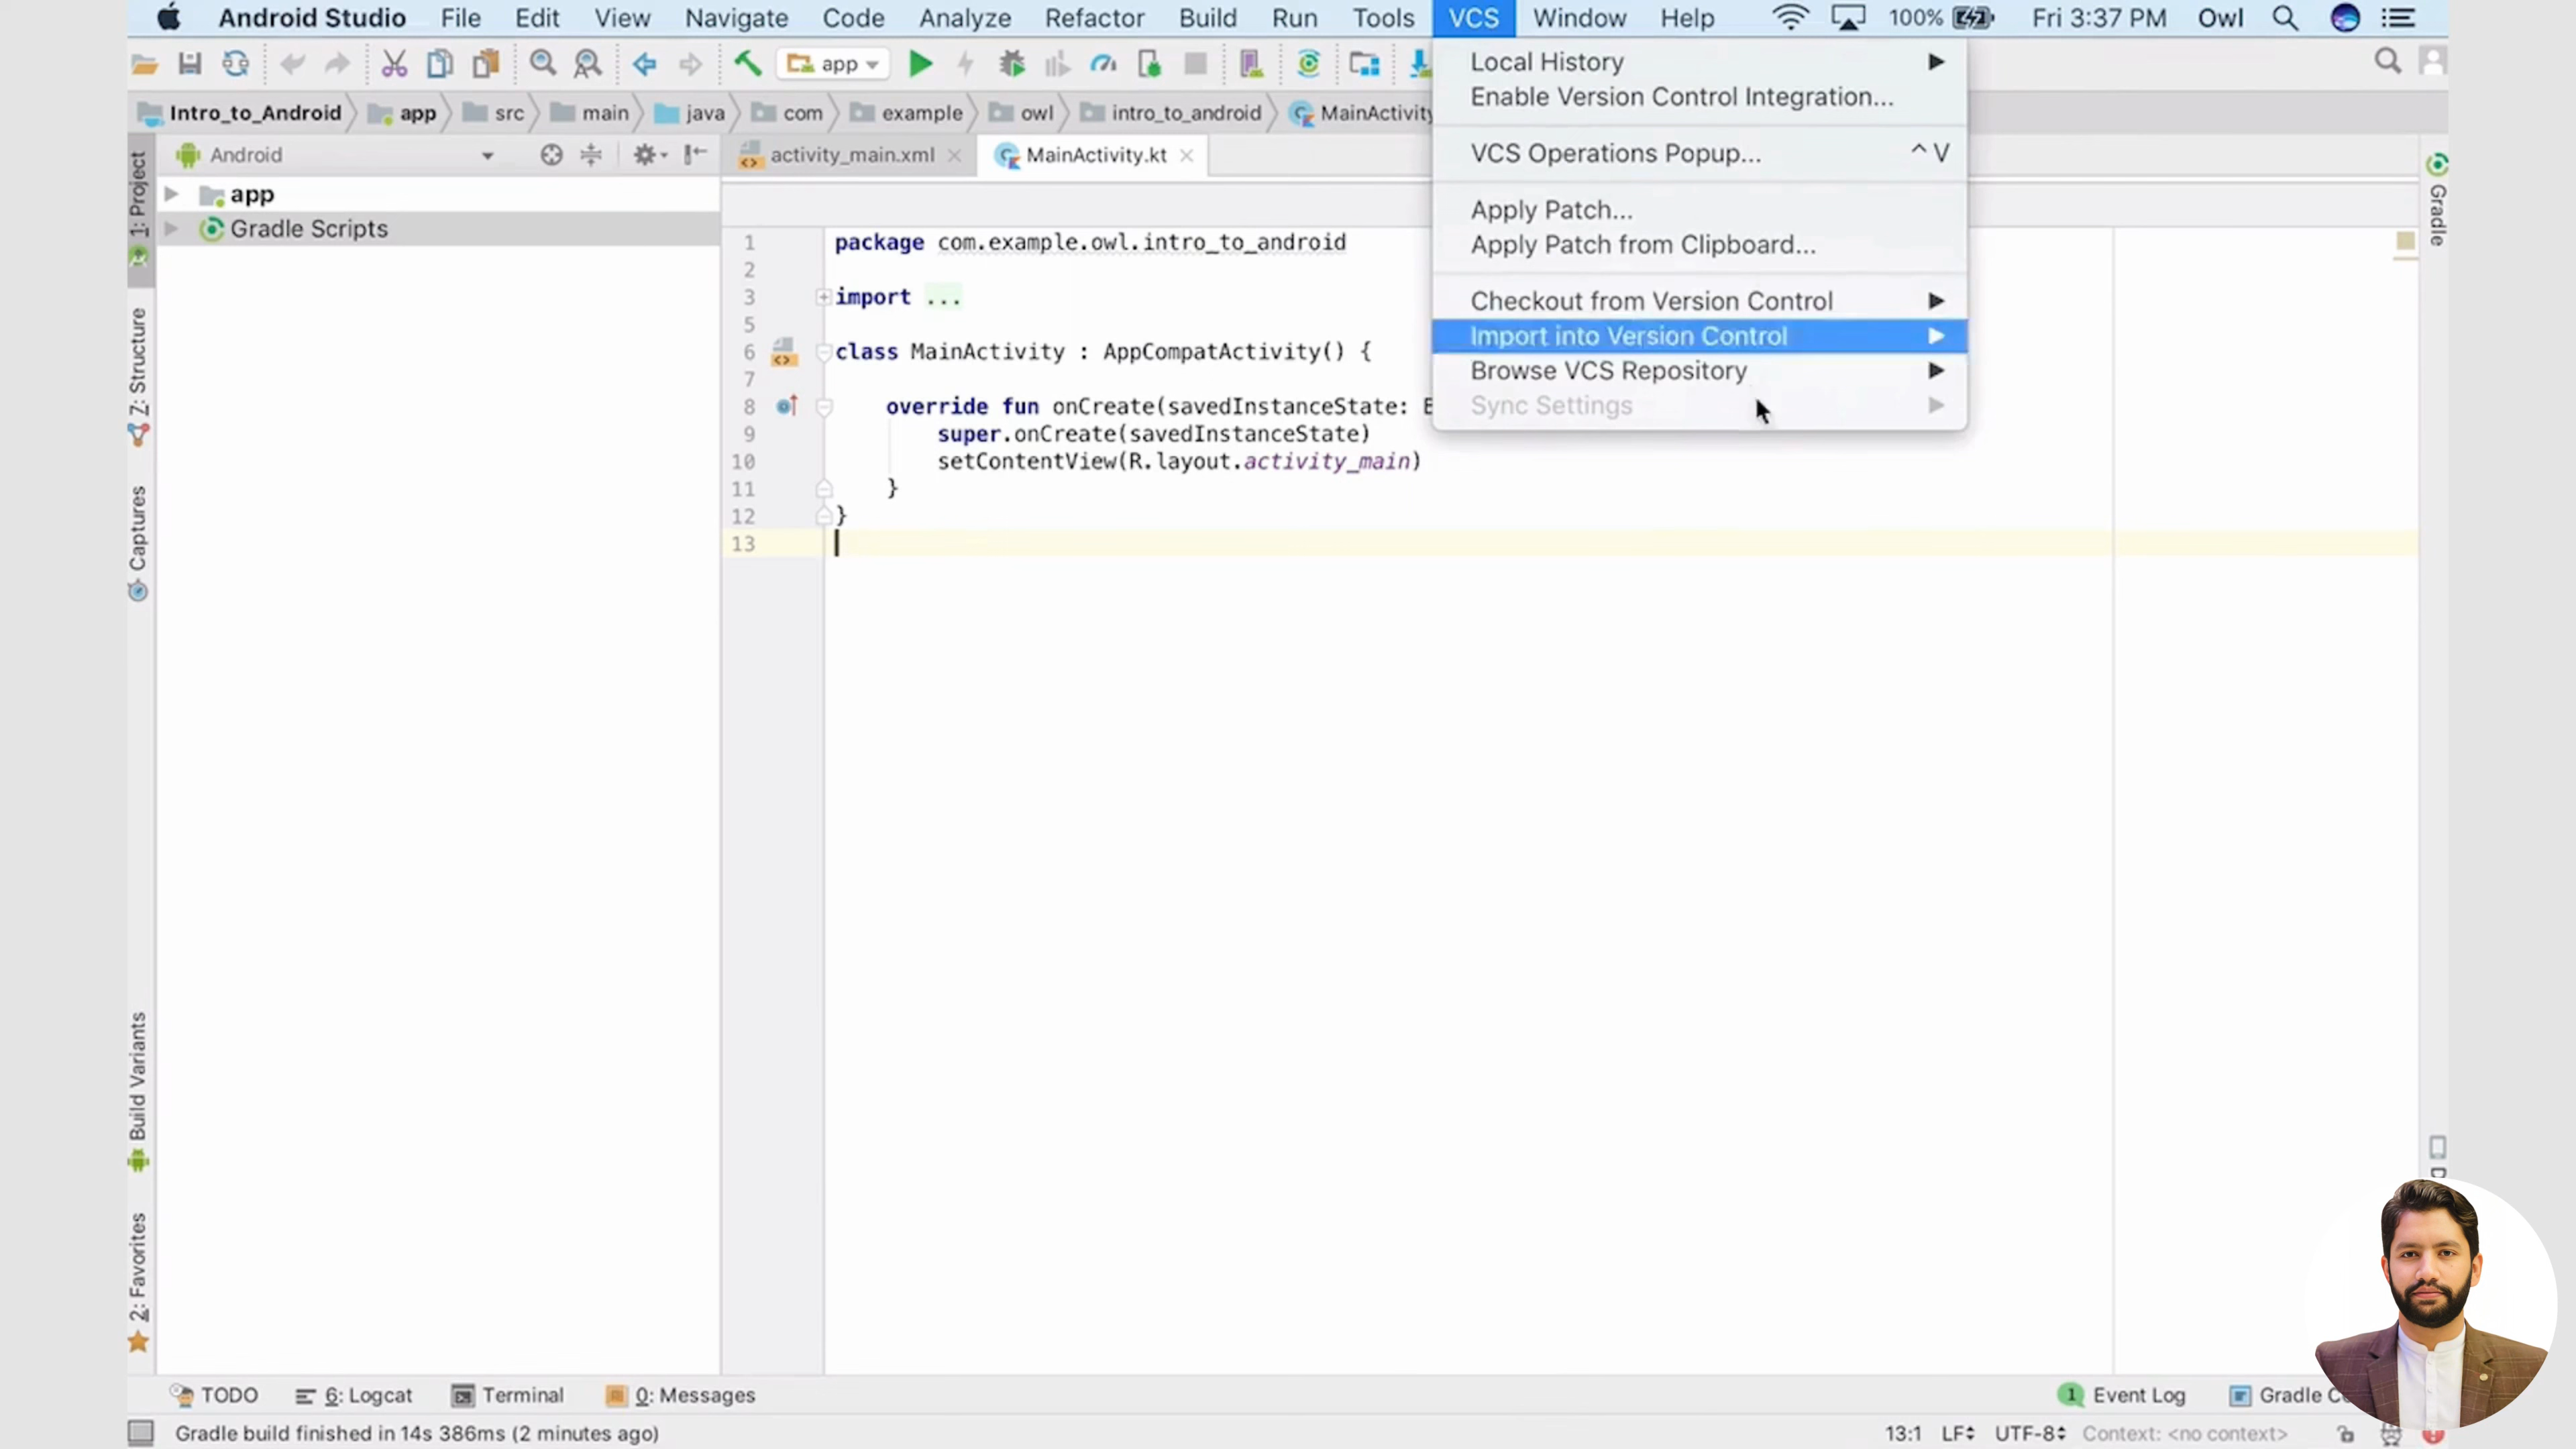 Android Studio File Edit View Navigate Code Analyze Refactor Build Run Tools VCS Window Help 100% Fri 3:37 PM Owl
app
Intro_to_Android app src main java com example owl intro_to_android MainActivity
Local History
Enable Version Control Integration...
VCS Operations Popup... ^V
Apply Patch...
Apply Patch from Clipboard...
Checkout from Version Control
Import into Version Control
Browse VCS Repository
Sync Settings
1: Project
Z: Structure
Captures
Build Variants
2: Favorites
Android
app
Gradle Scripts
activity_main.xml MainActivity.kt
1 package com.example.owl.intro_to_android
2
3 import ...
5
6 class MainActivity : AppCompatActivity() {
7
8 override fun onCreate(savedInstanceState:
9 super.onCreate(savedInstanceState)
10 setContentView(R.layout.activity_main)
11 }
12 }
13
Gradle
TODO 6: Logcat Terminal 0: Messages 1 Event Log Gradle
Gradle build finished in 14s 386ms (2 minutes ago) 13:1 LF UTF-8 Context: <no context>